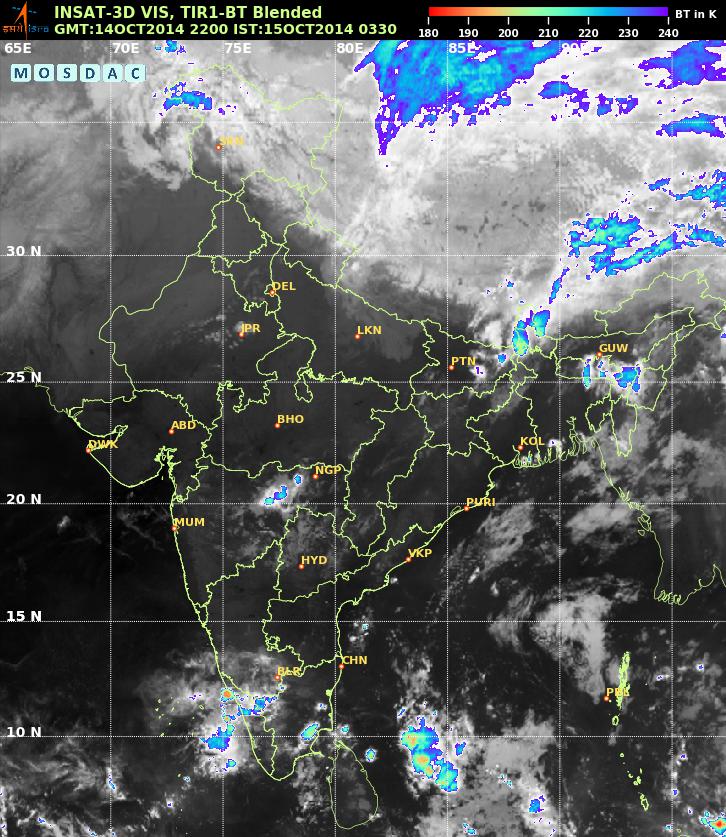 INSAT-3D VIS, TIR1-BT Blended
GMT:14OCT2014 2200 IST:15OCT2014 0330
BT in K
180 190 200 210 220 230 240
65E 70E 75E 80E 85E 90E
MOSDAC
SRN
30 N
DEL
JPR
LKN
GUW
PTN
25 N
ABD
BHO
DWK
KOL
NGP
20 N
PURI
MUM
VKP
HYD
15 N
CHN
BLR
PBL
10 N